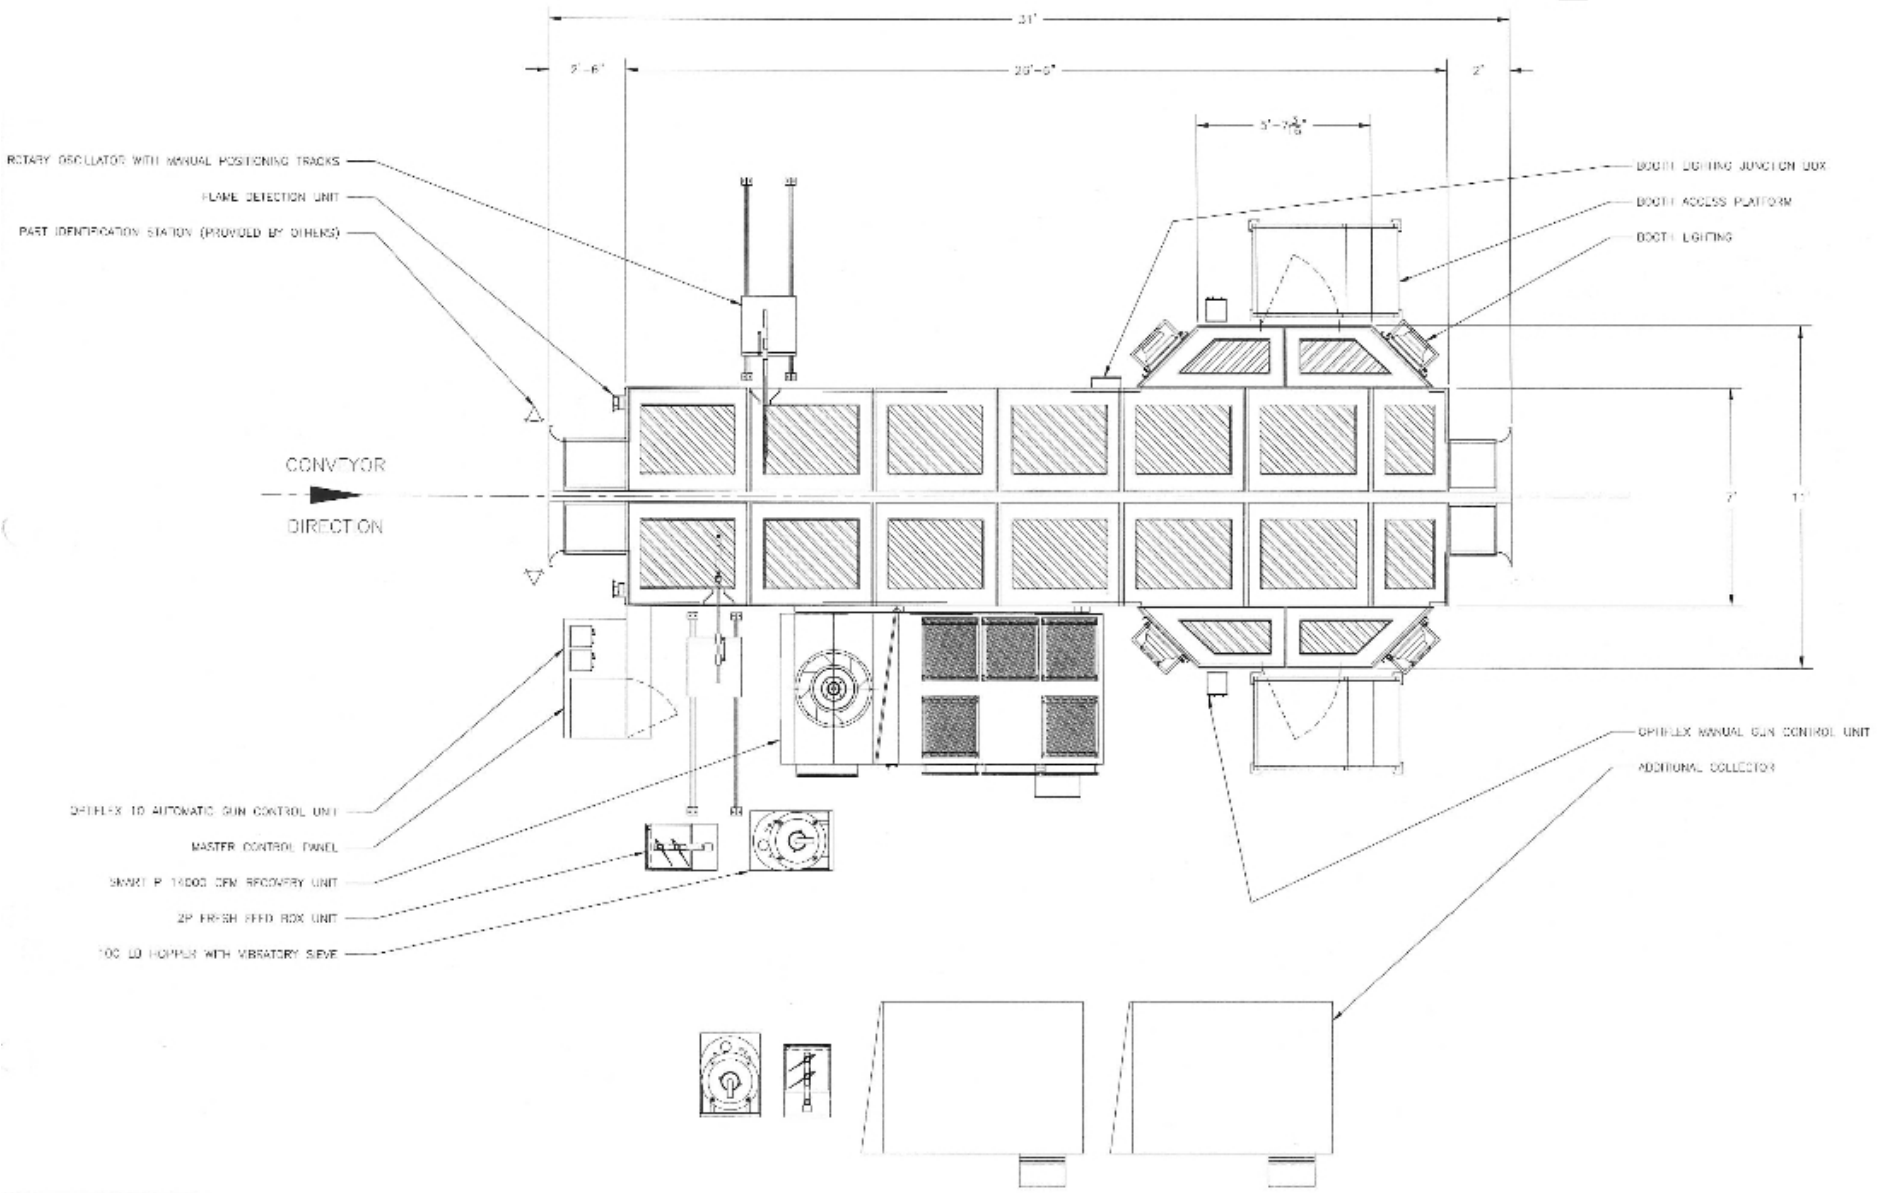 31'
2'-6"
26'-6"
2'
5'-7 5/16"
ROTARY OSCILLATOR WITH MANUAL POSITIONING TRACKS
FLAME DETECTION UNIT
PART IDENTIFICATION STATION (PROVIDED BY OTHERS)
BOOTH LIGHTING JUNCTION BOX
BOOTH ACCESS PLATFORM
BOOTH LIGHTING
CONVEYOR
DIRECTION
7'
11'
OPTIFLEX MANUAL GUN CONTROL UNIT
ADDITIONAL COLLECTOR
OPTIFLEX 10 AUTOMATIC GUN CONTROL UNIT
MASTER CONTROL PANEL
SMART P 14000 CFM RECOVERY UNIT
2P FRESH FEED BOX UNIT
100 LB HOPPER WITH VIBRATORY SIEVE